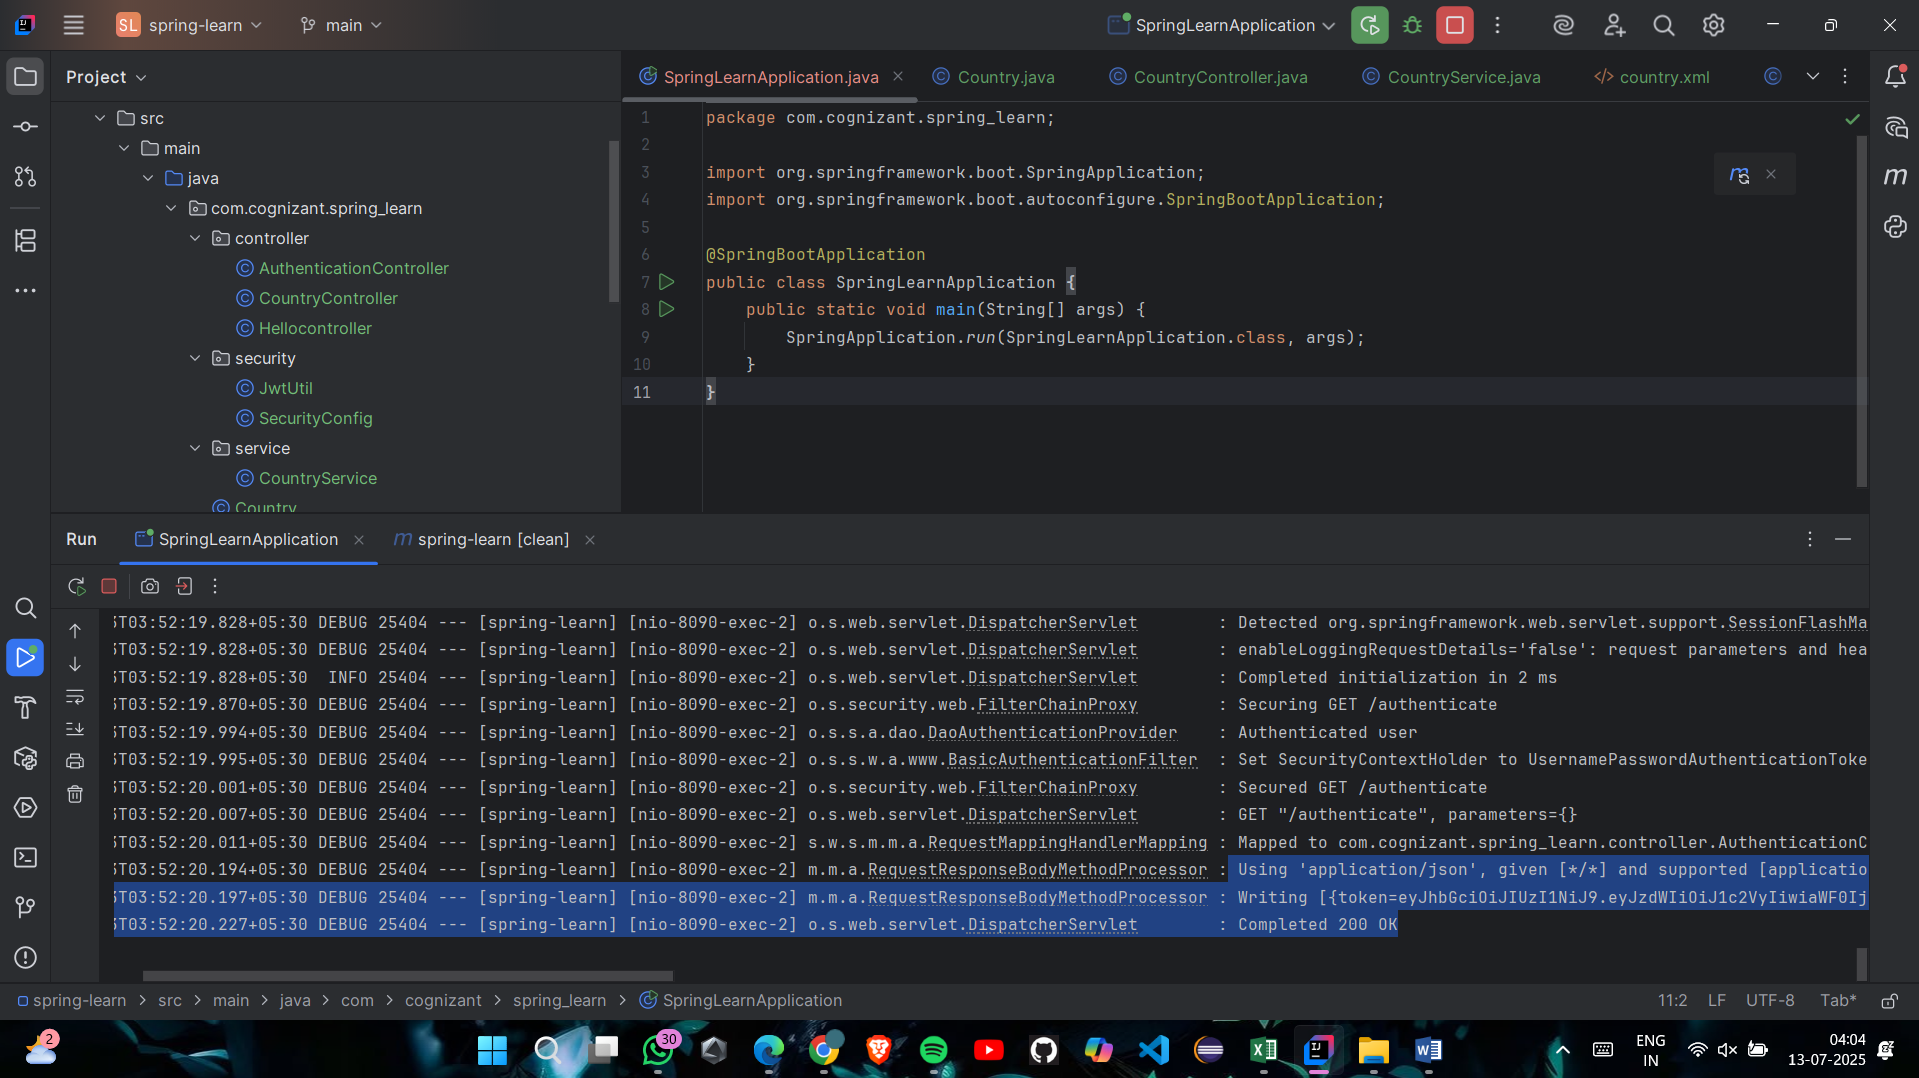 SL spring-learn
main
SpringLearnApplication
Project
src
main
java
com.cognizant.spring_learn
controller
AuthenticationController
CountryController
Hellocontroller
security
JwtUtil
SecurityConfig
service
CountryService
Country
SpringLearnApplication.java
Country.java
CountryController.java
CountryService.java
country.xml
1 package com.cognizant.spring_learn;
2
3 import org.springframework.boot.SpringApplication;
4 import org.springframework.boot.autoconfigure.SpringBootApplication;
5
6 @SpringBootApplication
7 public class SpringLearnApplication {
8 public static void main(String[] args) {
9 SpringApplication.run(SpringLearnApplication.class, args);
10 }
11 }
Run
SpringLearnApplication
spring-learn [clean]
3T03:52:19.828+05:30 DEBUG 25404 --- [spring-learn] [nio-8090-exec-2] o.s.web.servlet.DispatcherServlet : Detected org.springframework.web.servlet.support.SessionFlashMa
3T03:52:19.828+05:30 DEBUG 25404 --- [spring-learn] [nio-8090-exec-2] o.s.web.servlet.DispatcherServlet : enableLoggingRequestDetails='false': request parameters and hea
3T03:52:19.828+05:30 INFO 25404 --- [spring-learn] [nio-8090-exec-2] o.s.web.servlet.DispatcherServlet : Completed initialization in 2 ms
3T03:52:19.870+05:30 DEBUG 25404 --- [spring-learn] [nio-8090-exec-2] o.s.security.web.FilterChainProxy : Securing GET /authenticate
3T03:52:19.994+05:30 DEBUG 25404 --- [spring-learn] [nio-8090-exec-2] o.s.s.a.dao.DaoAuthenticationProvider : Authenticated user
3T03:52:19.995+05:30 DEBUG 25404 --- [spring-learn] [nio-8090-exec-2] o.s.s.w.a.www.BasicAuthenticationFilter : Set SecurityContextHolder to UsernamePasswordAuthenticationToke
3T03:52:20.001+05:30 DEBUG 25404 --- [spring-learn] [nio-8090-exec-2] o.s.security.web.FilterChainProxy : Secured GET /authenticate
3T03:52:20.007+05:30 DEBUG 25404 --- [spring-learn] [nio-8090-exec-2] o.s.web.servlet.DispatcherServlet : GET "/authenticate", parameters={}
3T03:52:20.011+05:30 DEBUG 25404 --- [spring-learn] [nio-8090-exec-2] s.w.s.m.m.a.RequestMappingHandlerMapping : Mapped to com.cognizant.spring_learn.controller.AuthenticationC
3T03:52:20.194+05:30 DEBUG 25404 --- [spring-learn] [nio-8090-exec-2] m.m.a.RequestResponseBodyMethodProcessor : Using 'application/json', given [*/*] and supported [applicatio
3T03:52:20.197+05:30 DEBUG 25404 --- [spring-learn] [nio-8090-exec-2] m.m.a.RequestResponseBodyMethodProcessor : Writing [{token=eyJhbGciOiJIUzI1NiJ9.eyJzdWIiOiJ1c2VyIiwiaWF0Ij
3T03:52:20.227+05:30 DEBUG 25404 --- [spring-learn] [nio-8090-exec-2] o.s.web.servlet.DispatcherServlet : Completed 200 OK
spring-learn > src > main > java > com > cognizant > spring_learn > SpringLearnApplication
11:2 LF UTF-8 Tab*
2
30
ENG
IN
04:04
13-07-2025